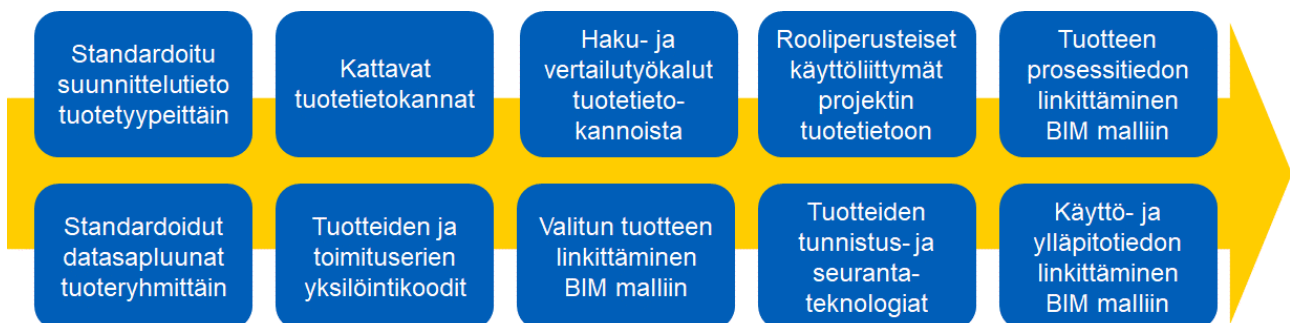 Standardoitu
suunnittelutieto
tuotetyypeittäin
Kattavat
tuotetietokannat
Haku- ja
vertailutyökalut
tuotetieto-
kannoista
Rooliperusteiset
käyttöliittymät
projektin
tuotetietoon
Tuotteen
prosessitiedon
linkittäminen
BIM malliin
Standardoidut
datasapluunat
tuoteryhmittäin
Tuotteiden ja
toimituserien
yksilöintikoodit
Valitun tuotteen
linkittäminen
BIM malliin
Tuotteiden
tunnistus- ja
seuranta-
teknologiat
Käyttö- ja
ylläpitotiedon
linkittäminen
BIM malliin